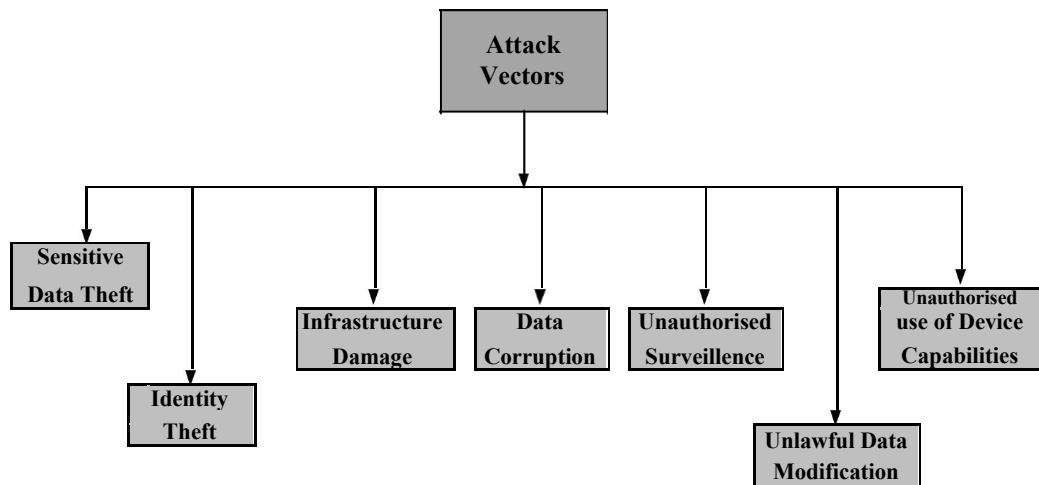 Attack
Vectors
Sensitive
Data Theft
Identity
Theft
Infrastructure
Damage
Data
Corruption
Unauthorised
Surveillence
Unlawful Data
Modification
Unauthorised
use of Device
Capabilities